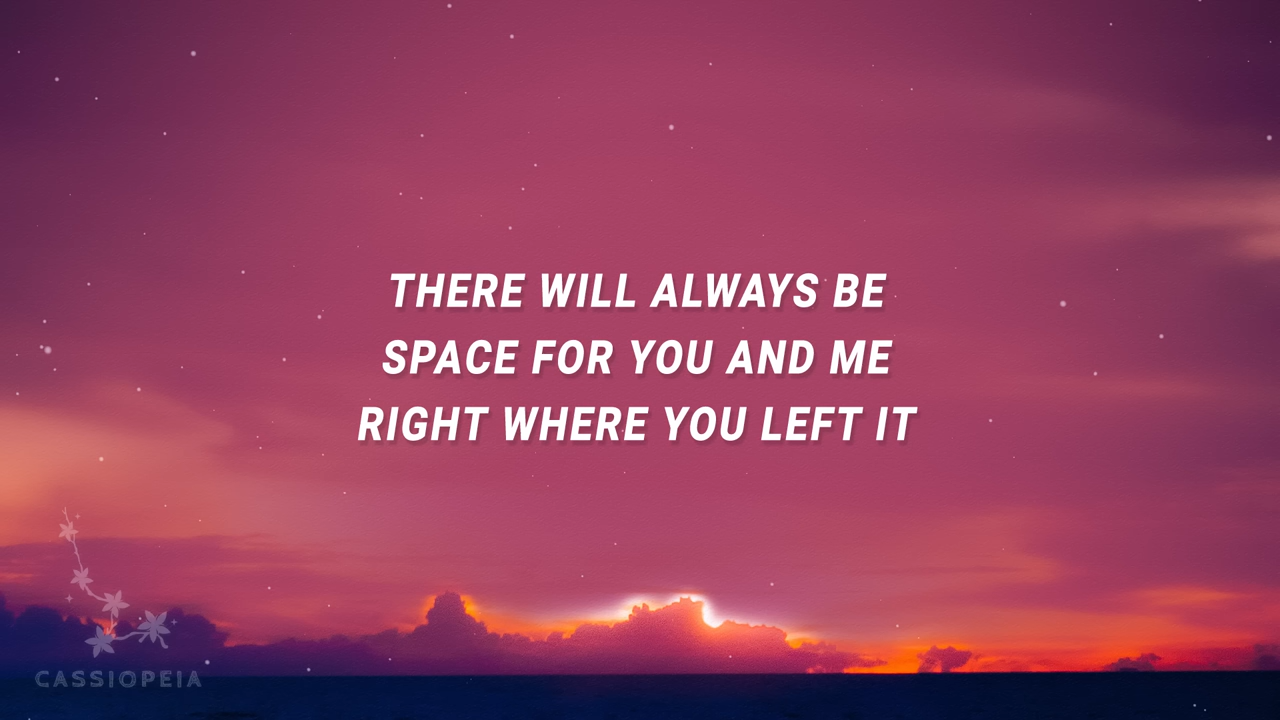 THERE WILL ALWAYS BE
SPACE FOR YOU AND ME
RIGHT WHERE YOU LEFT IT
CASSIOPEIA